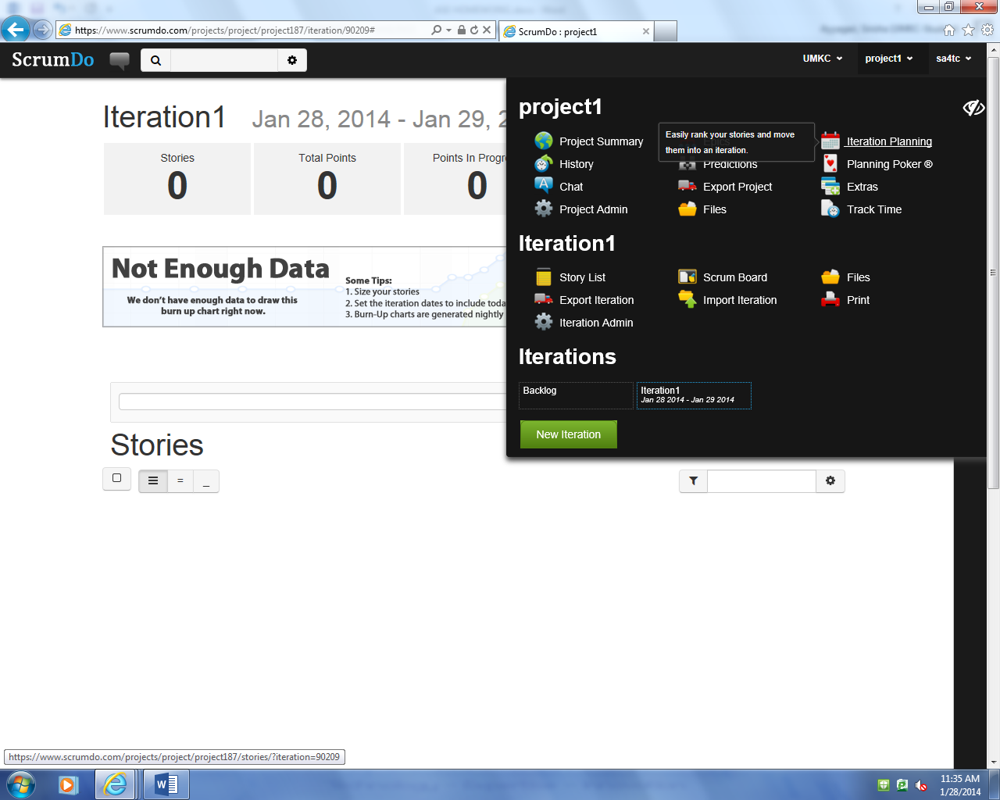 https://www.scrumdo.com/projects/project/project187/iteration/90209#
ScrumDo : project1
ScrumDo
UMKC
project1
sa4tc
Iteration1 Jan 28, 2014 - Jan 29, 2
Stories
0
Total Points
0
Points In Progr
0
Not Enough Data
We don't have enough data to draw this
burn up chart right now.
Some Tips:
1. Size your stories
2. Set the iteration dates to include toda
3. Burn-Up charts are generated nightly
Stories
=
_
project1
Project Summary
Easily rank your stories and move
them into an iteration.
Iteration Planning
History
Predictions
Planning Poker ®
Chat
Export Project
Extras
Project Admin
Files
Track Time
Iteration1
Story List
Scrum Board
Files
Export Iteration
Import Iteration
Print
Iteration Admin
Iterations
Backlog
Iteration1
Jan 28 2014 - Jan 29 2014
New Iteration
https://www.scrumdo.com/projects/project/project187/stories/?iteration=90209
11:35 AM
1/28/2014